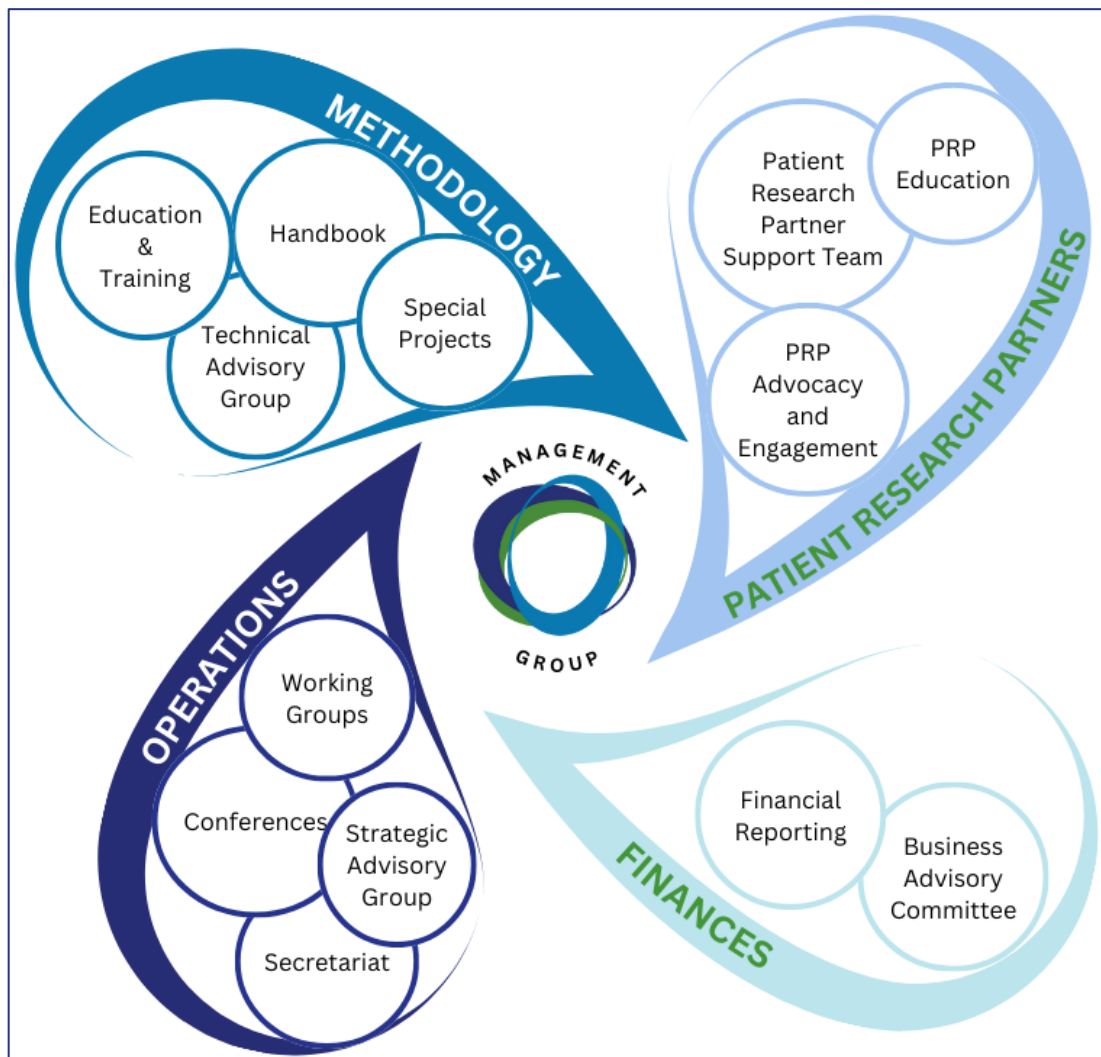 METHODOLOGY
Education
&
Training
Handbook
Technical
Advisory
Group
Special
Projects
PATIENT RESEARCH PARTNERS
Patient
Research
Partner
Support Team
PRP
Education
PRP
Advocacy
and
Engagement
MANAGEMENT
GROUP
OPERATIONS
Working
Groups
Conferences
Strategic
Advisory
Group
Secretariat
FINANCES
Financial
Reporting
Business
Advisory
Committee